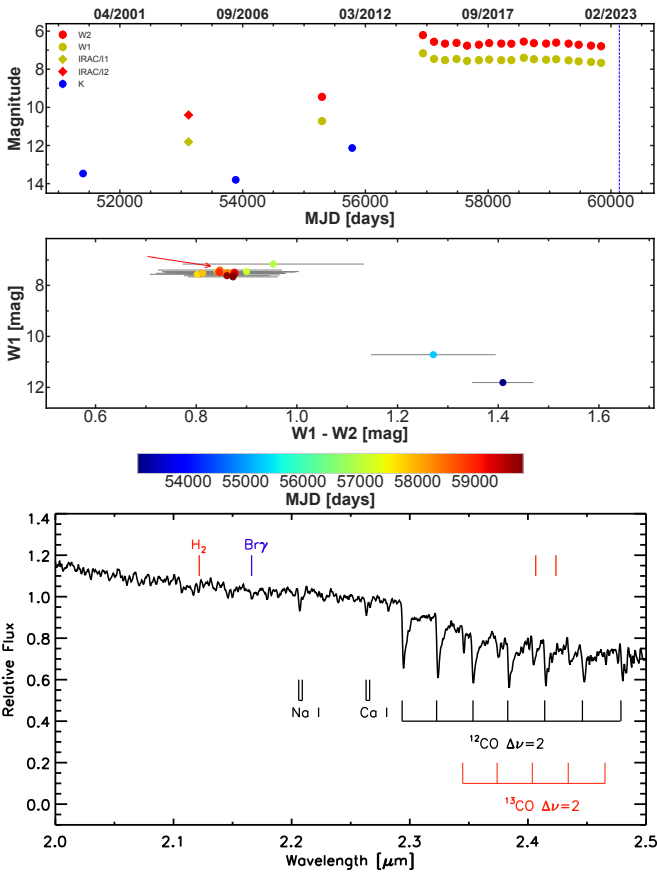 04/2001 09/2006 03/2012 09/2017 02/2023
6
W2
W1
8
IRAC/I1
IRAC/I2
K
10
12
14
Magnitude
52000 54000 56000 58000 60000
MJD [days]
8
10
12
W1 [mag]
0.6 0.8 1.0 1.2 1.4 1.6
W1 - W2 [mag]
54000 55000 56000 57000 58000 59000
MJD [days]
1.4
1.2
H2 Brγ
1.0
0.8
0.6
Na I Ca I
0.4
12CO Δν=2
0.2
13CO Δν=2
0.0
Relative Flux
2.0 2.1 2.2 2.3 2.4 2.5
Wavelength [μm]